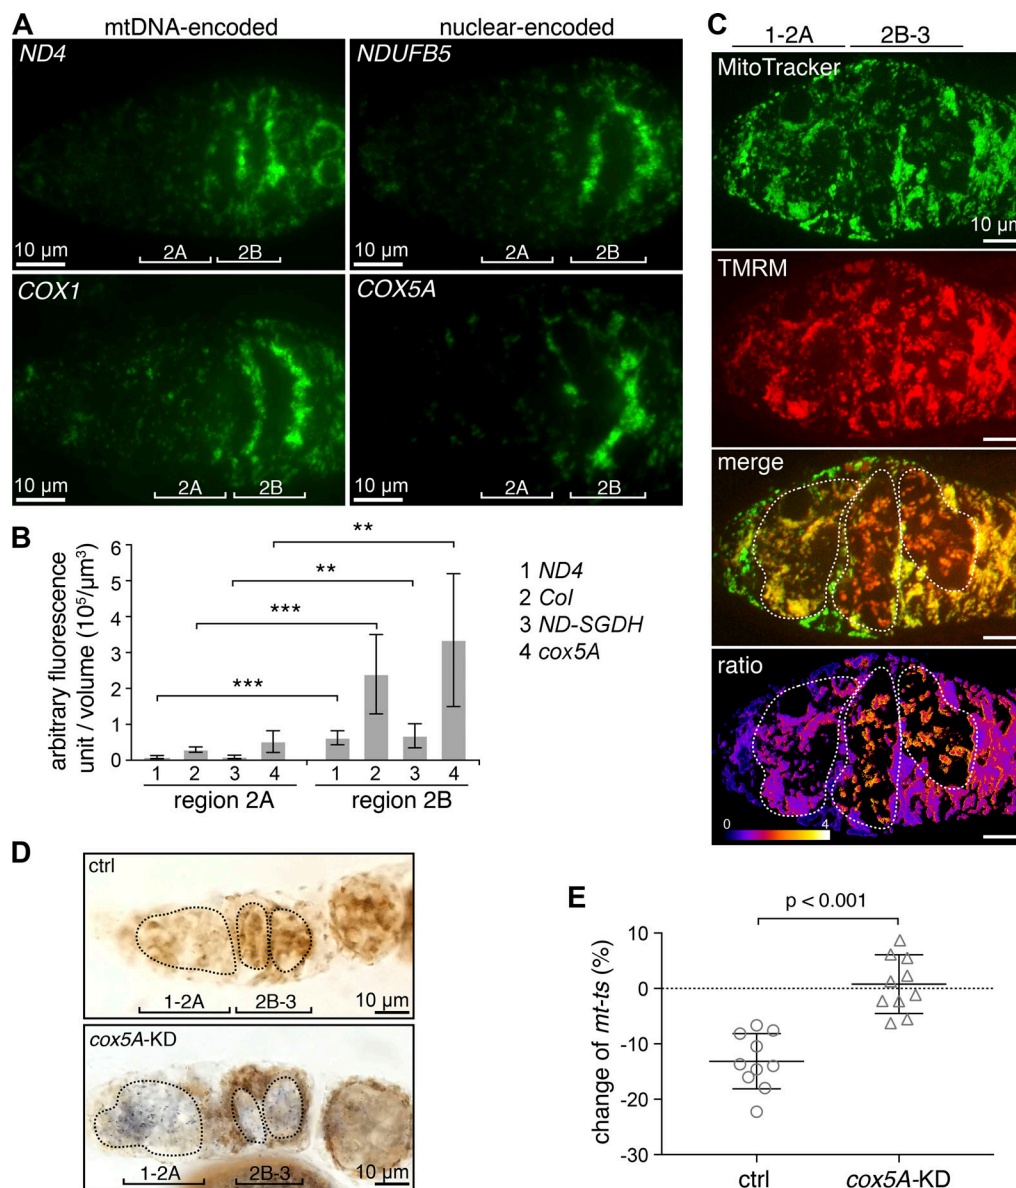 A
mtDNA-encoded
nuclear-encoded
ND4
10 µm
2A
2B
NDUFB5
10 µm
2A
2B
COX1
10 µm
2A
2B
COX5A
10 µm
2A
2B
B
arbitrary fluorescence
unit / volume (10⁵/µm³)
6
5
4
3
2
1
0
**
**
***
***
1 2 3 4
1 2 3 4
region 2A
region 2B
1 ND4
2 CoI
3 ND-SGDH
4 cox5A
C
1-2A
2B-3
MitoTracker
10 µm
TMRM
merge
ratio
0
4
D
ctrl
1-2A
2B-3
10 µm
cox5A-KD
1-2A
2B-3
10 µm
E
p < 0.001
change of mt-ts (%)
10
0
-10
-20
-30
ctrl
cox5A-KD